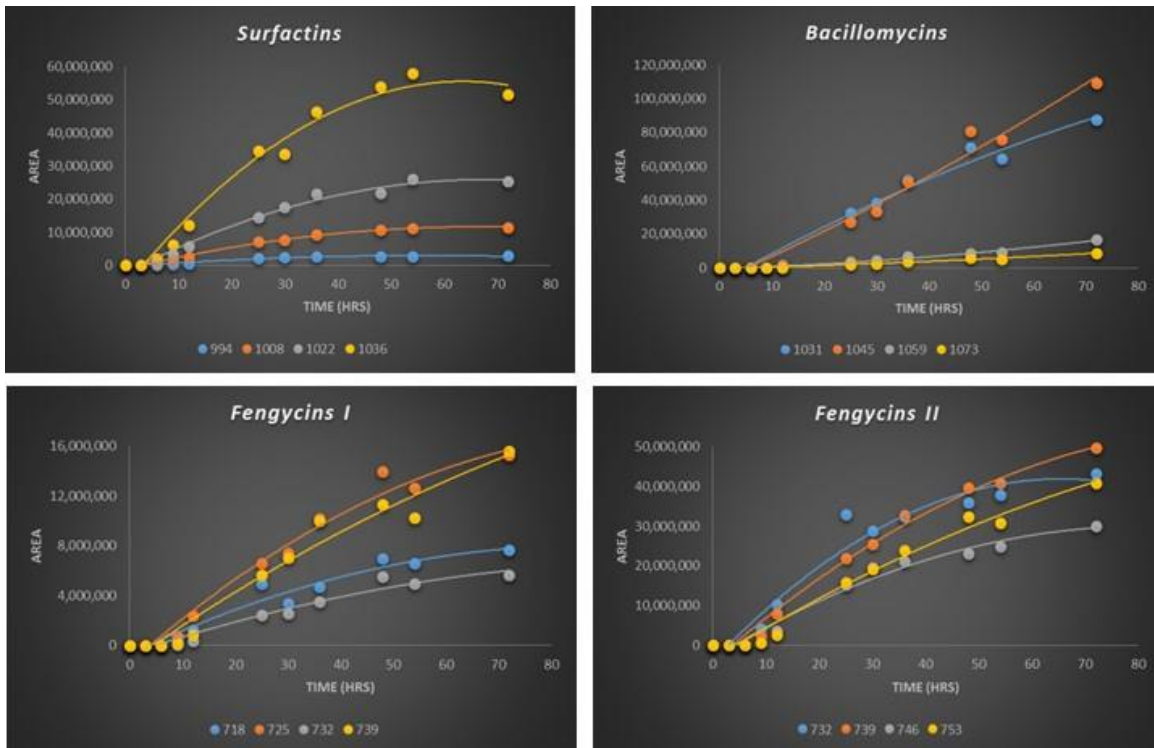 Surfactins
60,000,000
50,000,000
40,000,000
30,000,000
20,000,000
10,000,000
0
AREA
0 10 20 30 40 50 60 70 80
TIME (HRS)
994 1008 1022 1036
Bacillomycins
120,000,000
100,000,000
80,000,000
60,000,000
40,000,000
20,000,000
0
AREA
0 10 20 30 40 50 60 70 80
TIME (HRS)
1031 1045 1059 1073
Fengycins I
16,000,000
12,000,000
8,000,000
4,000,000
0
AREA
0 10 20 30 40 50 60 70 80
TIME (HRS)
718 725 732 739
Fengycins II
50,000,000
40,000,000
30,000,000
20,000,000
10,000,000
0
AREA
0 10 20 30 40 50 60 70 80
TIME (HRS)
732 739 746 753